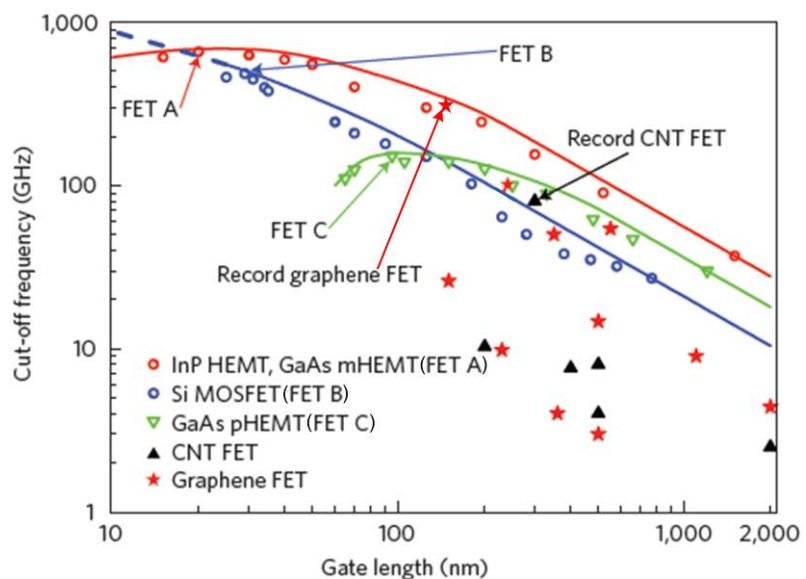 1,000
100
10
1
Cut-off frequency (GHz)
FET B
FET A
Record CNT FET
FET C
Record graphene FET
InP HEMT, GaAs mHEMT(FET A)
Si MOSFET(FET B)
GaAs pHEMT(FET C)
CNT FET
Graphene FET
10 100 1,000 2,000
Gate length (nm)